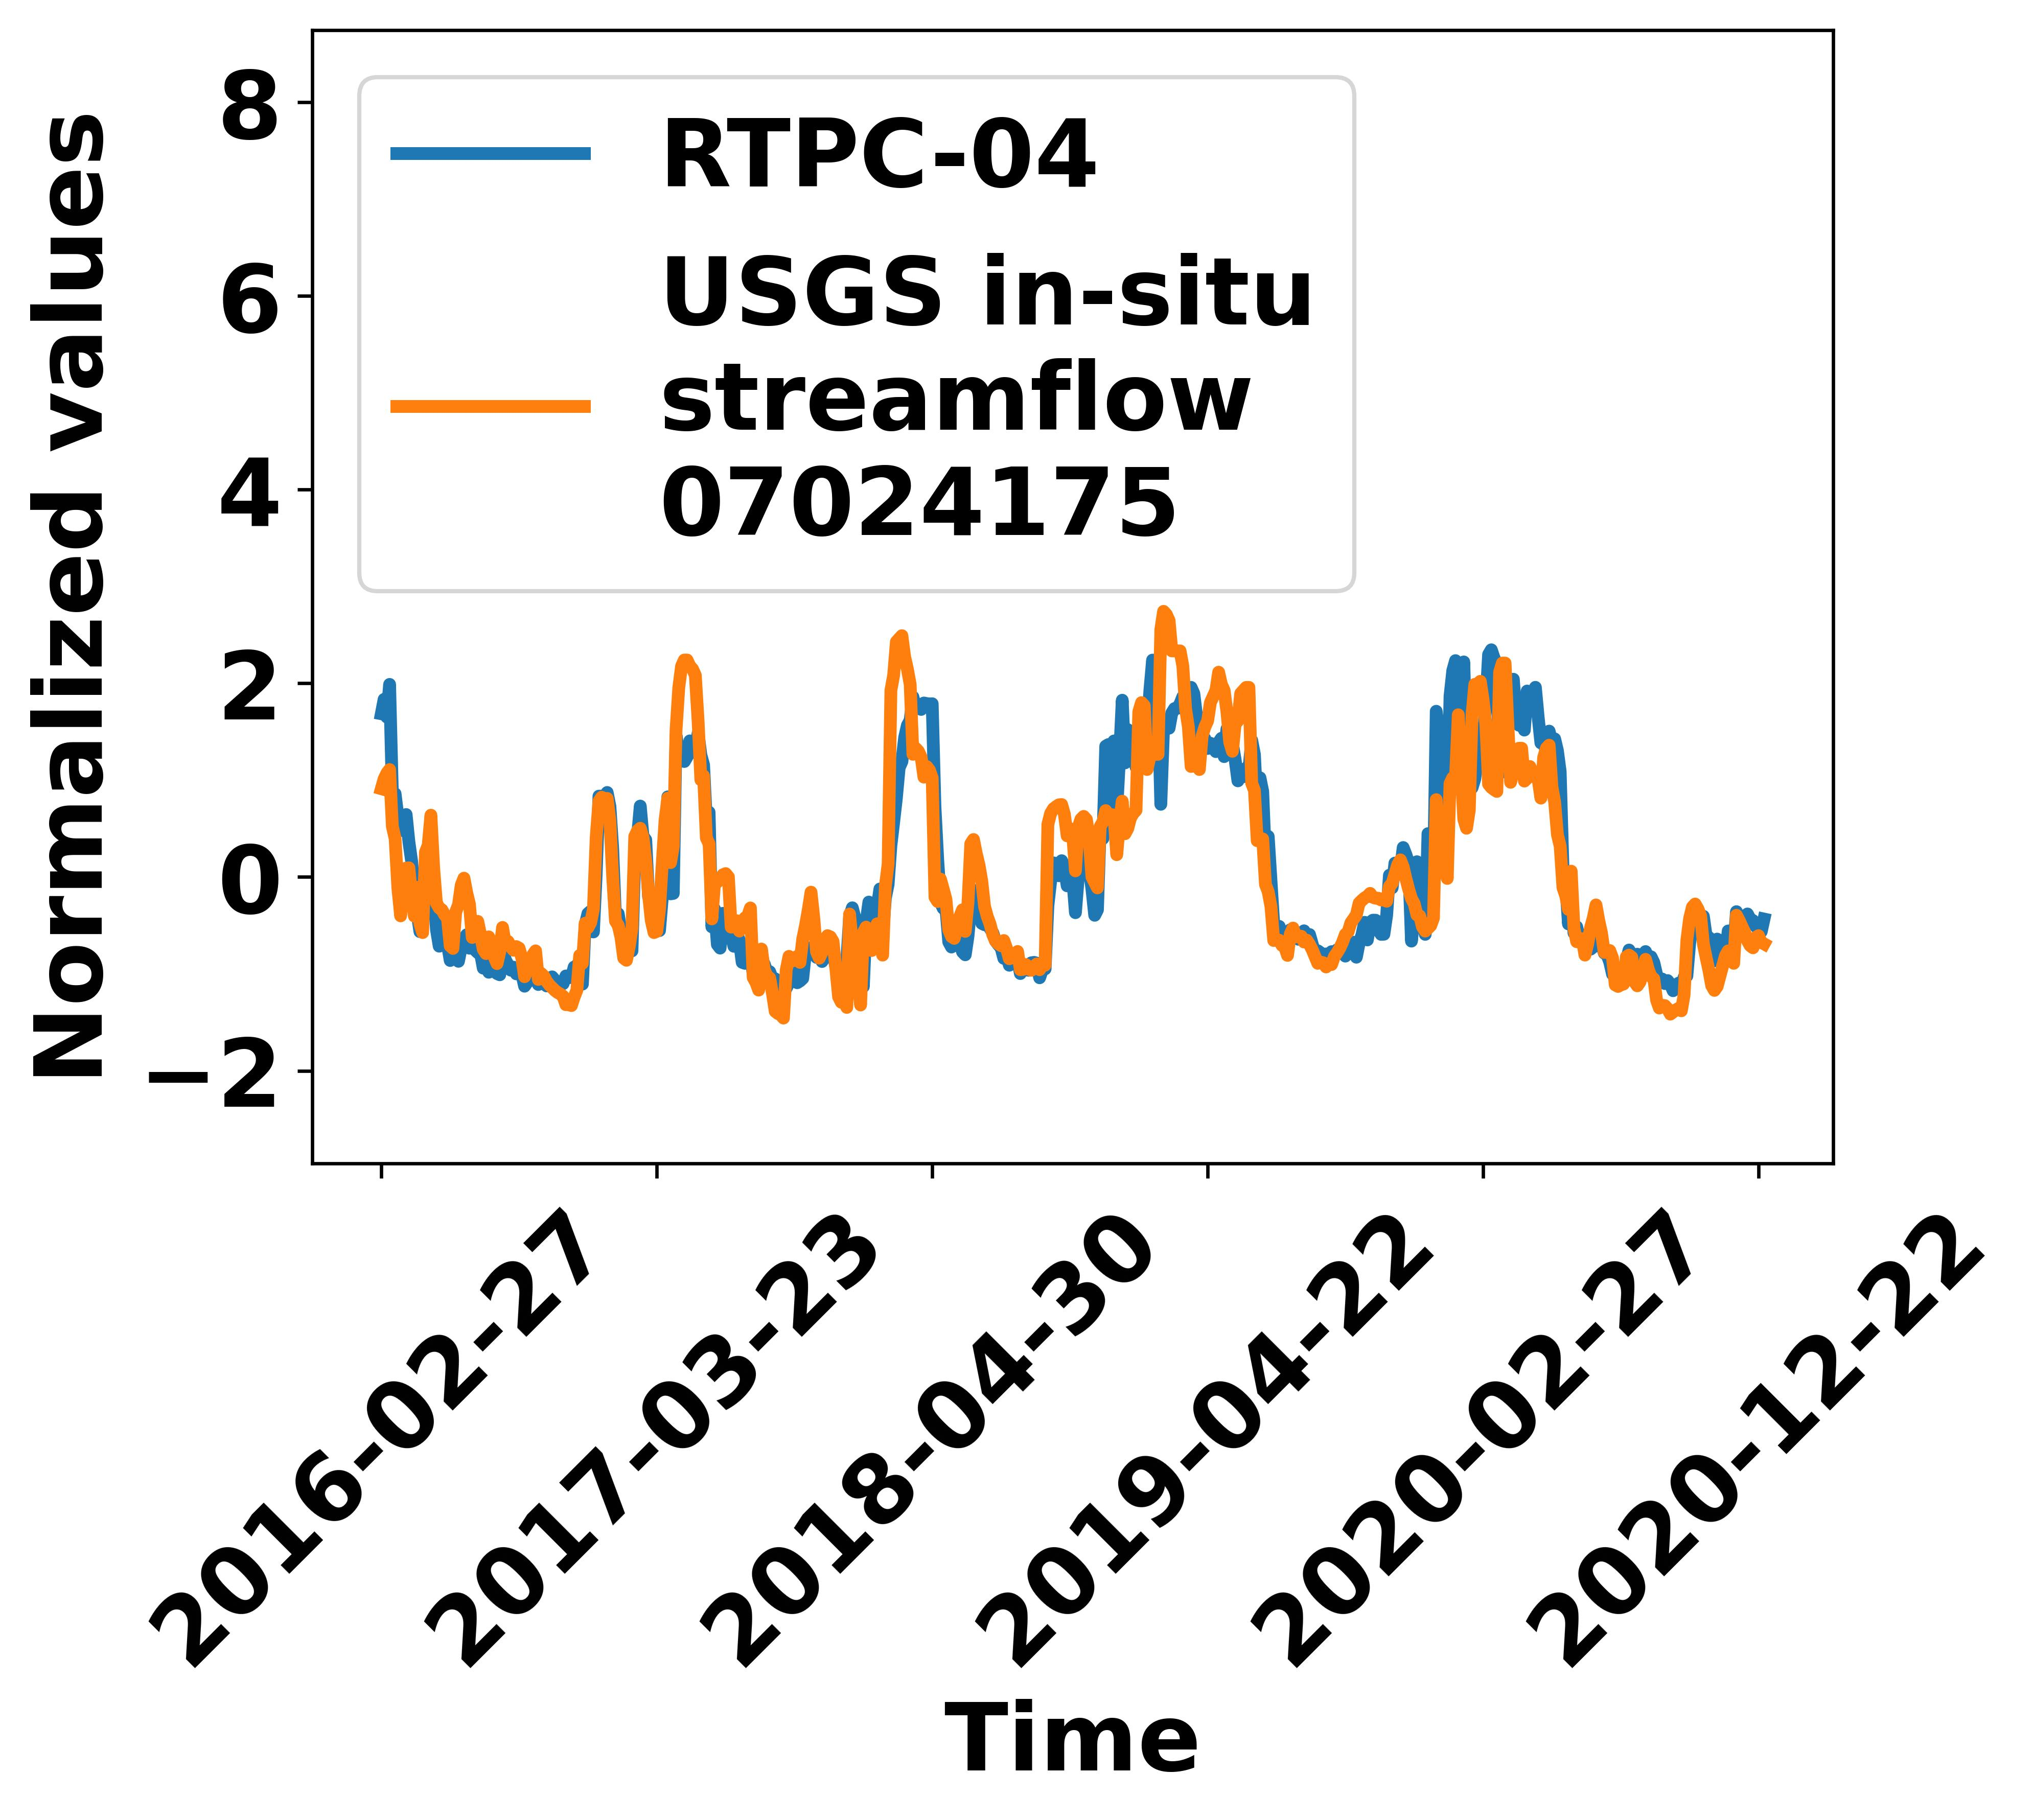 Normalized values
8
6
4
2
0
−2
RTPC-04
USGS in-situ
streamflow
07024175
2016-02-27
2017-03-23
2018-04-30
2019-04-22
2020-02-27
2020-12-22
Time